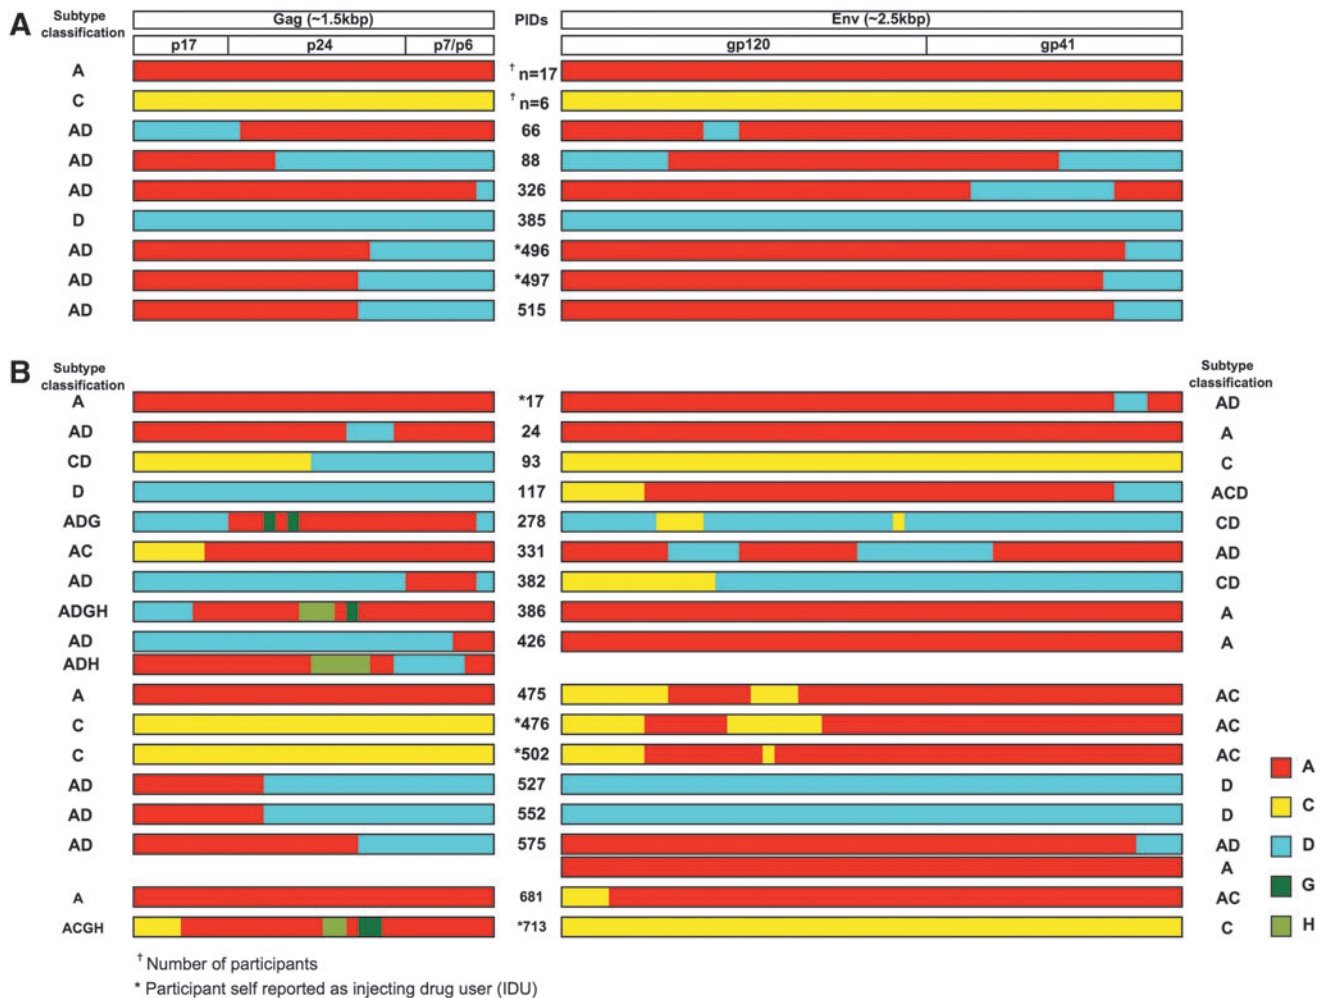 A
Subtype classification
Gag (~1.5kbp)
PIDs
Env (~2.5kbp)
p17 p24 p7/p6 gp120 gp41
A † n=17
C † n=6
AD 66
AD 88
AD 326
D 385
AD *496
AD *497
AD 515
B
Subtype classification
Subtype classification
A *17 AD
AD 24 A
CD 93 C
D 117 ACD
ADG 278 CD
AC 331 AD
AD 382 CD
ADGH 386 A
AD 426 A
ADH
A 475 AC
C *476 AC
C *502 AC
AD 527 D
AD 552 D
AD 575 AD
A
A 681 AC
ACGH *713 C
A
C
D
G
H
† Number of participants
* Participant self reported as injecting drug user (IDU)